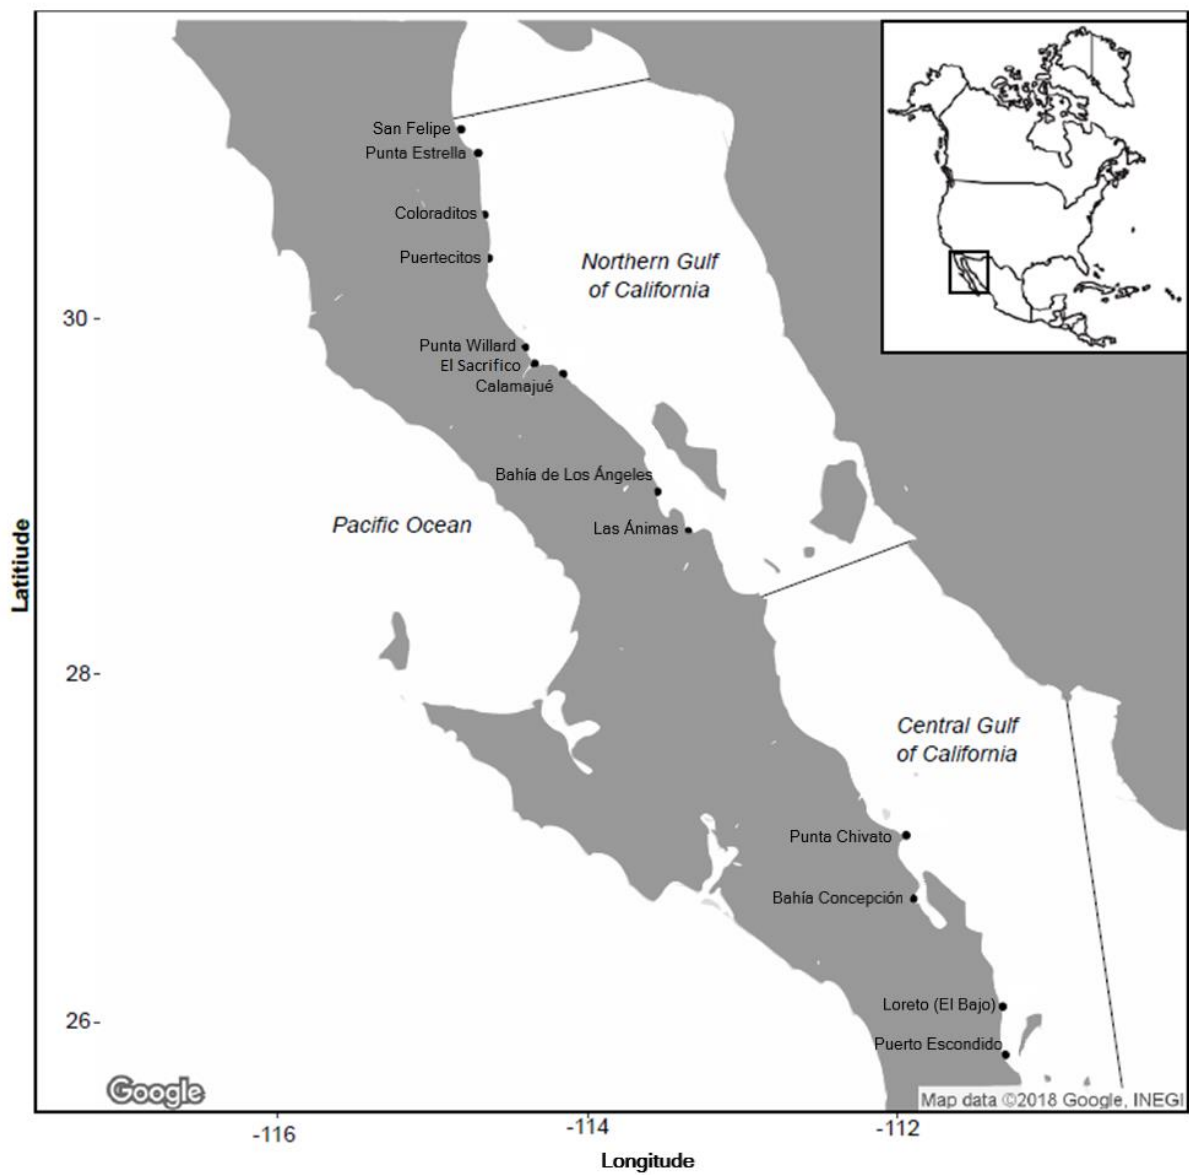 San Felipe
Punta Estrella
Coloraditos
Puertecitos
Northern Gulf
of California
30 -
Punta Willard
El Sacrifico
Calamajué
Bahía de Los Ángeles
Pacific Ocean
Las Ánimas
Latitiude
28-
Central Gulf
of California
Punta Chivato
Bahía Concepción
Loreto (El Bajo)
26-
Puerto Escondido
Google
Map data ©2018 Google, INEGI
-116
-114
-112
Longitude